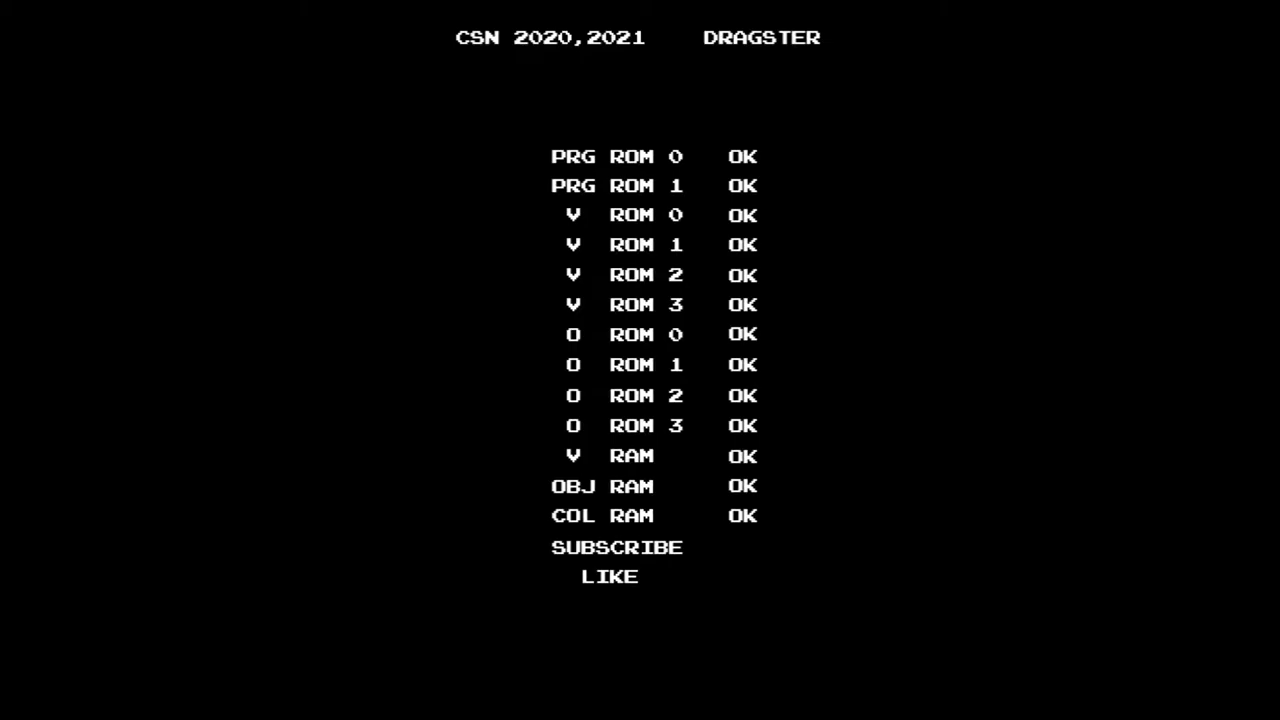 CSN 2020,2021 DRAGSTER
PRG ROM 0 OK
PRG ROM 1 OK
V ROM 0 OK
V ROM 1 OK
V ROM 2 OK
V ROM 3 OK
O ROM 0 OK
O ROM 1 OK
O ROM 2 OK
O ROM 3 OK
V RAM OK
OBJ RAM OK
COL RAM OK
SUBSCRIBE
LIKE